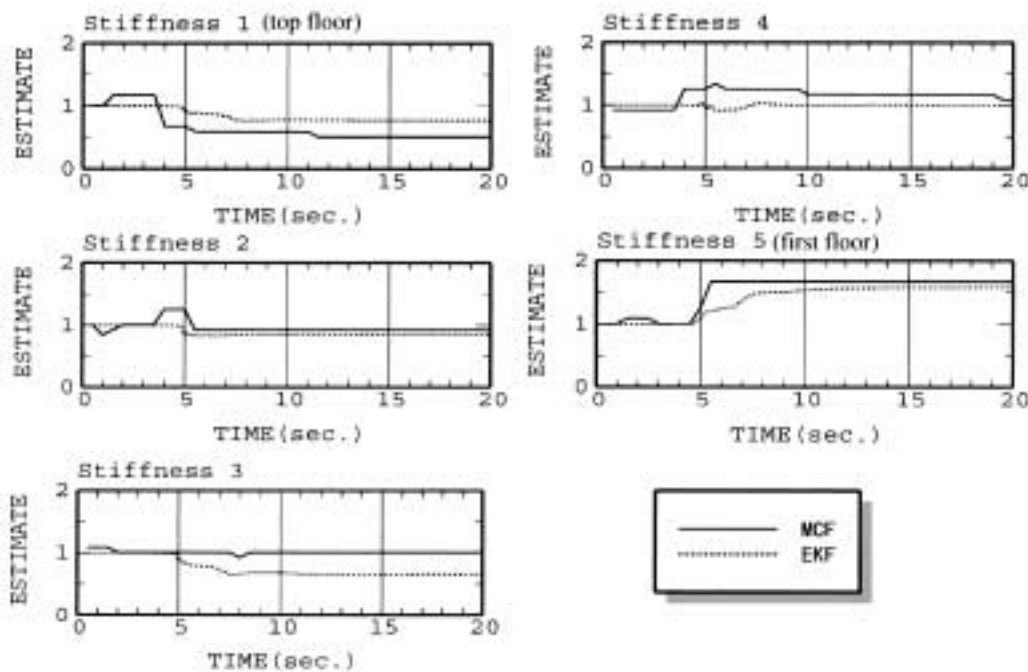 Stiffness 1 (top floor)
ESTIMATE
2
1
0
0 5 10 15 20
TIME(sec.)
Stiffness 4
ESTIMATE
2
1
0
0 5 10 15 20
TIME(sec.)
Stiffness 2
ESTIMATE
2
1
0
0 5 10 15 20
TIME(sec.)
Stiffness 5 (first floor)
ESTIMATE
2
1
0
0 5 10 15 20
TIME(sec.)
Stiffness 3
ESTIMATE
2
1
0
0 5 10 15 20
TIME(sec.)
MCF
EKF